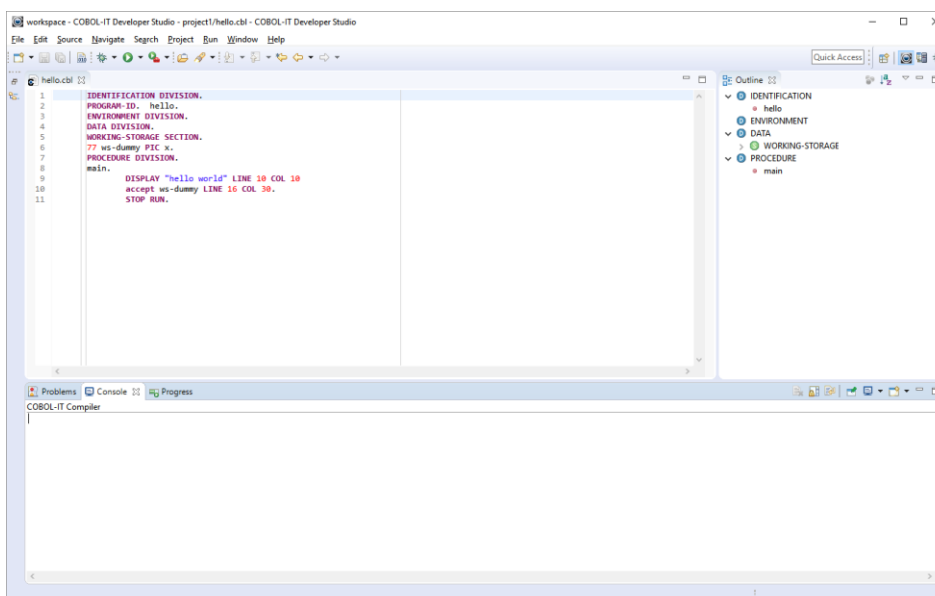 workspace - COBOL-IT Developer Studio - project1/hello.cbl - COBOL-IT Developer Studio
File Edit Source Navigate Search Project Run Window Help
Quick Access
hello.cbl
1 IDENTIFICATION DIVISION.
2 PROGRAM-ID. hello.
3 ENVIRONMENT DIVISION.
4 DATA DIVISION.
5 WORKING-STORAGE SECTION.
6 77 ws-dummy PIC x.
7 PROCEDURE DIVISION.
8 main.
9 DISPLAY "hello world" LINE 10 COL 10
10 accept ws-dummy LINE 16 COL 30.
11 STOP RUN.
Outline
IDENTIFICATION
hello
ENVIRONMENT
DATA
WORKING-STORAGE
PROCEDURE
main
Problems Console Progress
COBOL-IT Compiler